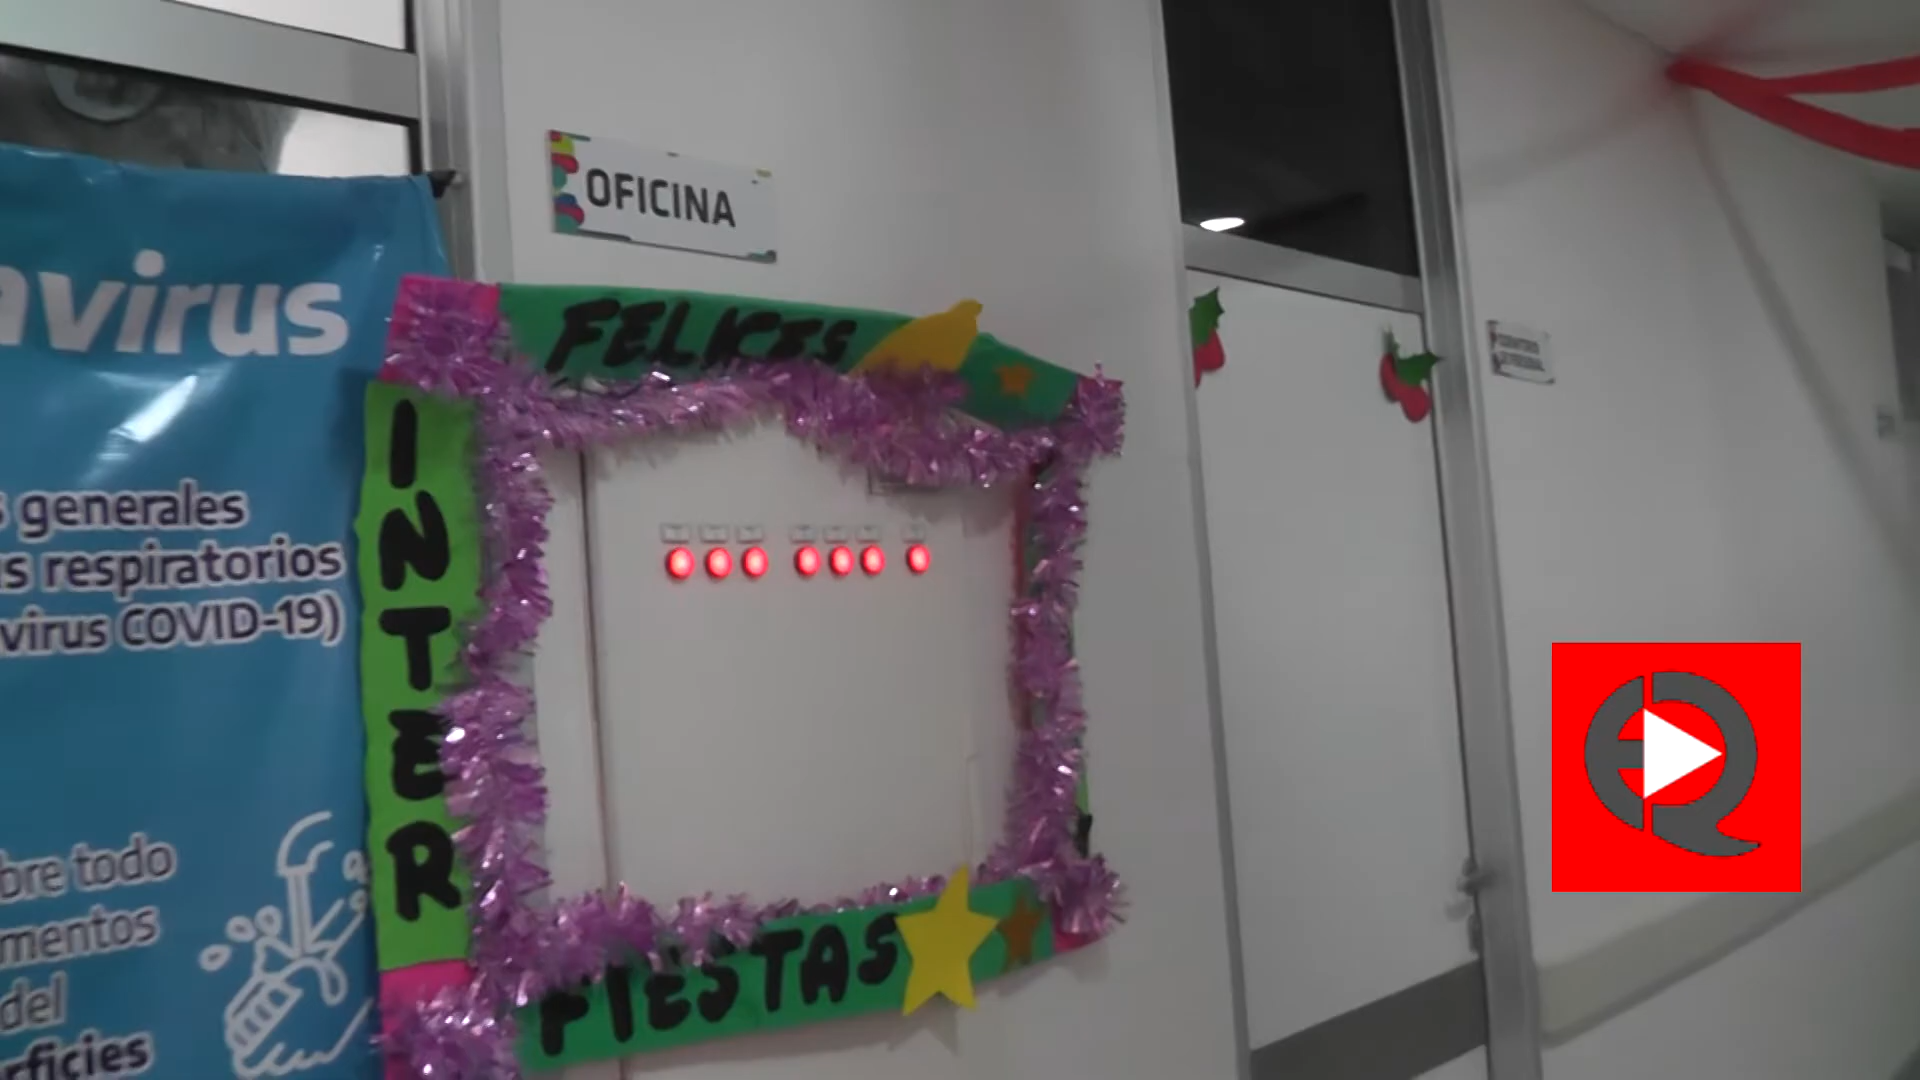 OFICINA
avirus
FELICES
INTER
FIESTAS
s generales
s respiratorios
virus COVID-19)
bre todo
mentos
del
rficies